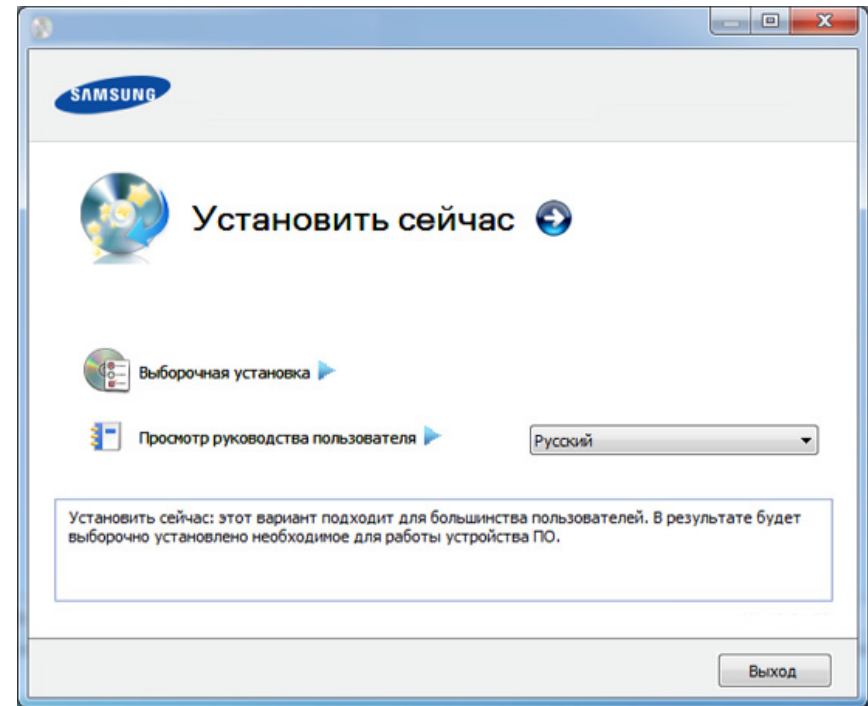 SAMSUNG
Установить сейчас
Выборочная установка
Просмотр руководства пользователя
Русский
Установить сейчас: этот вариант подходит для большинства пользователей. В результате будет
выборочно установлено необходимое для работы устройства ПО.
Выход